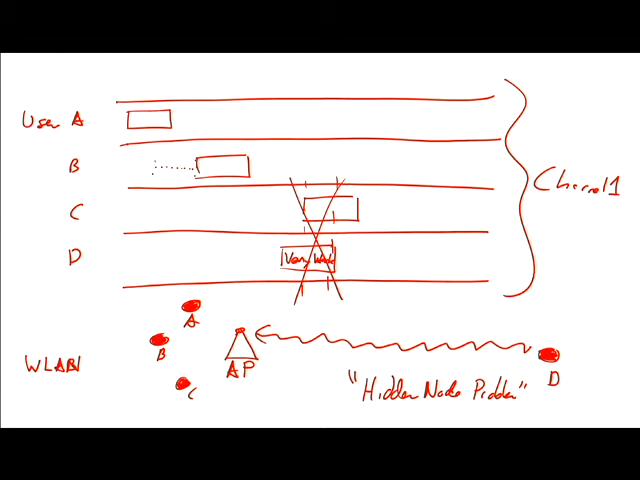 User A
B
C
D
Very Weak
Channel 1
A
B
C
WLAN
AP
D
"Hidden Node Problem"